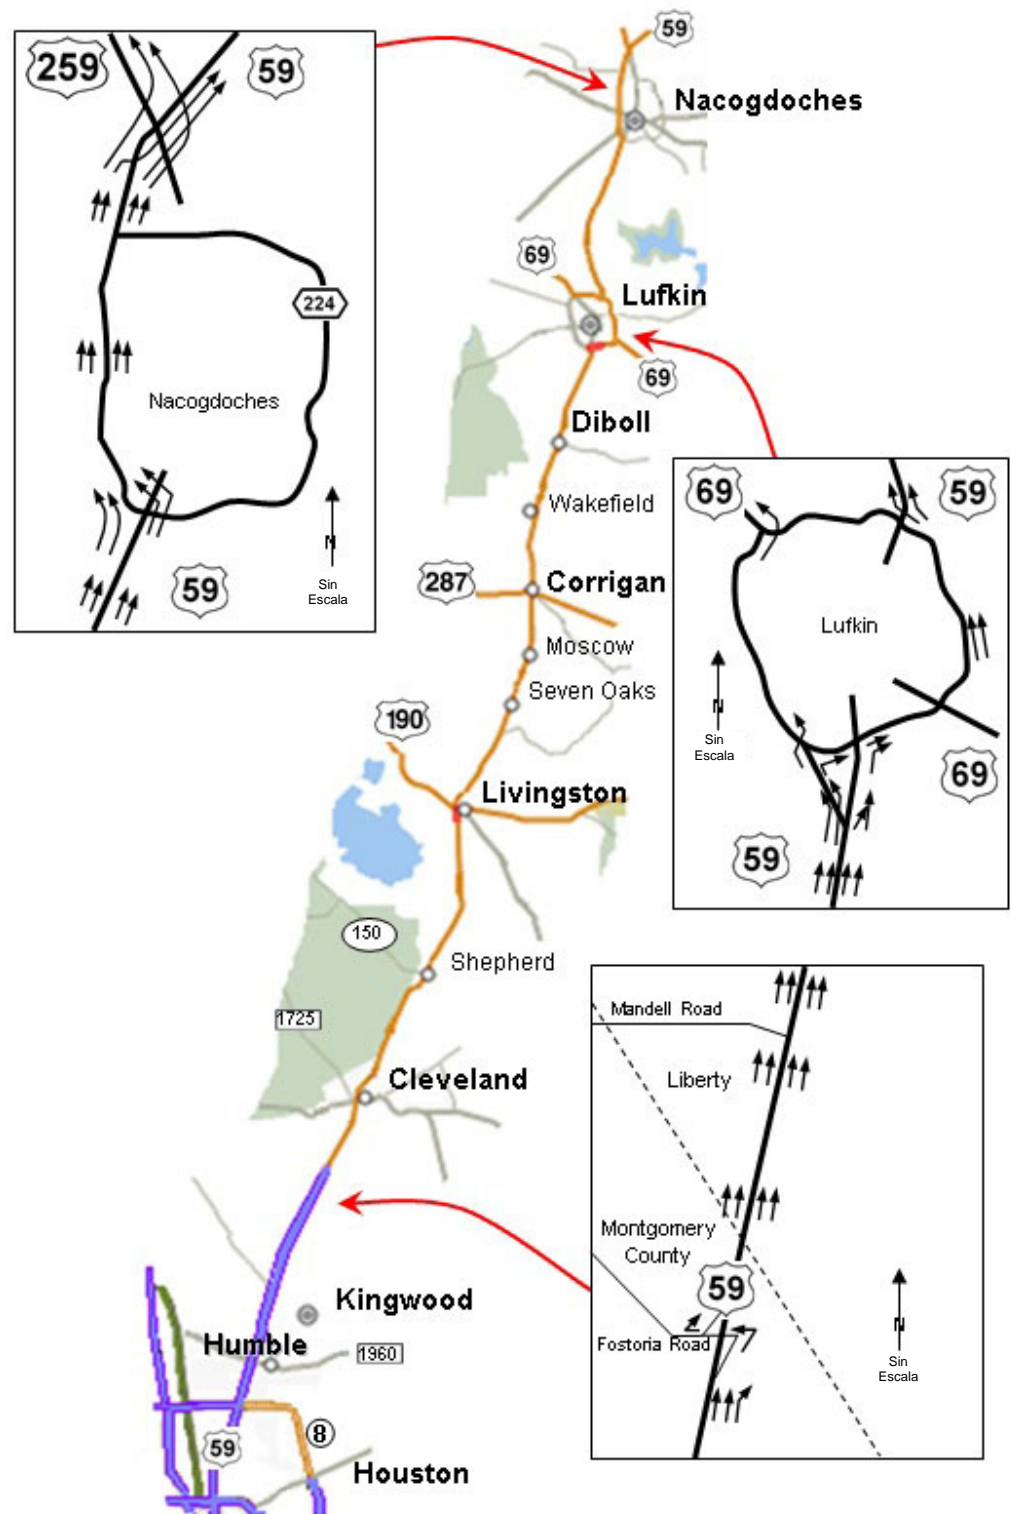 259
59
224
Nacogdoches
N
Sin
Escala
59
59
Nacogdoches
69
Lufkin
69
Diboll
Wakefield
287
Corrigan
Moscow
Seven Oaks
190
Livingston
150
Shepherd
1725
Cleveland
Kingwood
Humble
1960
8
59
Houston
69
59
Lufkin
N
Sin
Escala
69
59
Mandell Road
Liberty
Montgomery
County
59
Fostoria Road
N
Sin
Escala